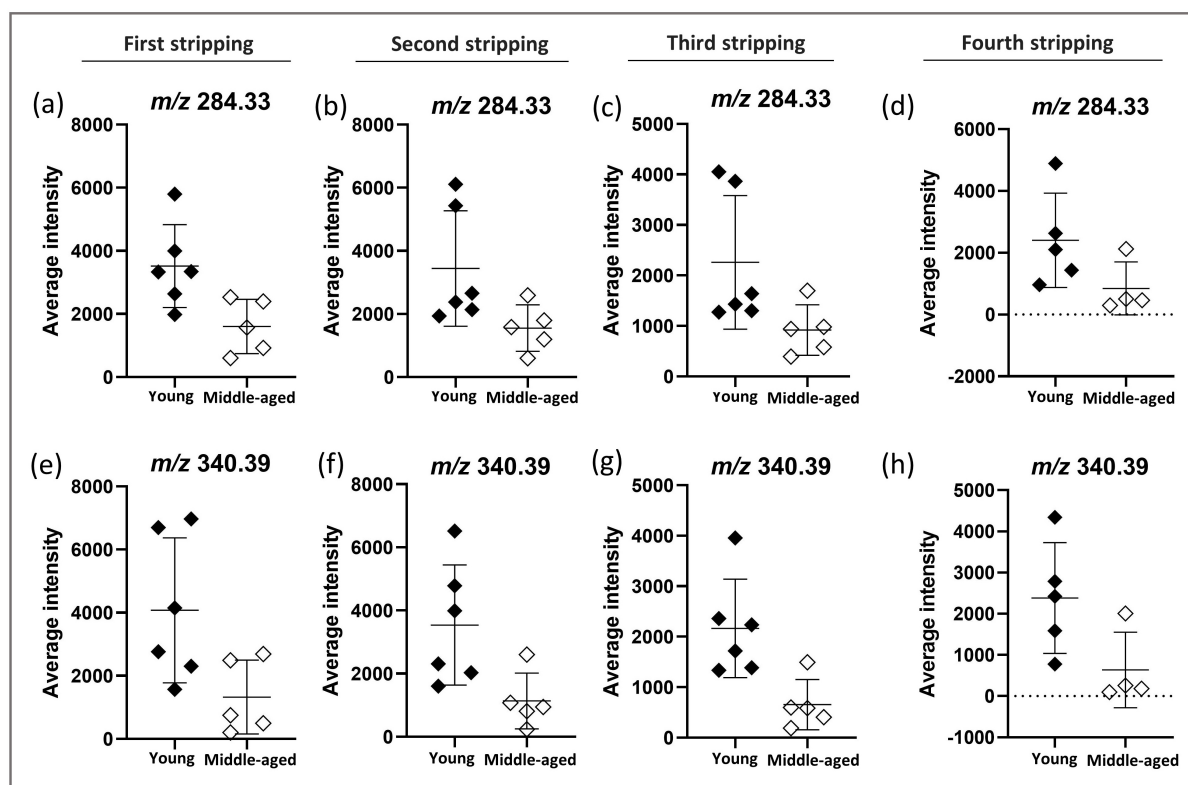 First stripping
Second stripping
Third stripping
Fourth stripping
(a)
m/z 284.33
Average intensity
8000
6000
4000
2000
0
Young
Middle-aged
(b)
m/z 284.33
Average intensity
8000
6000
4000
2000
0
Young
Middle-aged
(c)
m/z 284.33
Average intensity
5000
4000
3000
2000
1000
0
Young
Middle-aged
(d)
m/z 284.33
Average intensity
6000
4000
2000
0
-2000
Young
Middle-aged
(e)
m/z 340.39
Average intensity
8000
6000
4000
2000
0
Young
Middle-aged
(f)
m/z 340.39
Average intensity
8000
6000
4000
2000
0
Young
Middle-aged
(g)
m/z 340.39
Average intensity
5000
4000
3000
2000
1000
0
Young
Middle-aged
(h)
m/z 340.39
Average intensity
5000
4000
3000
2000
1000
0
-1000
Young
Middle-aged